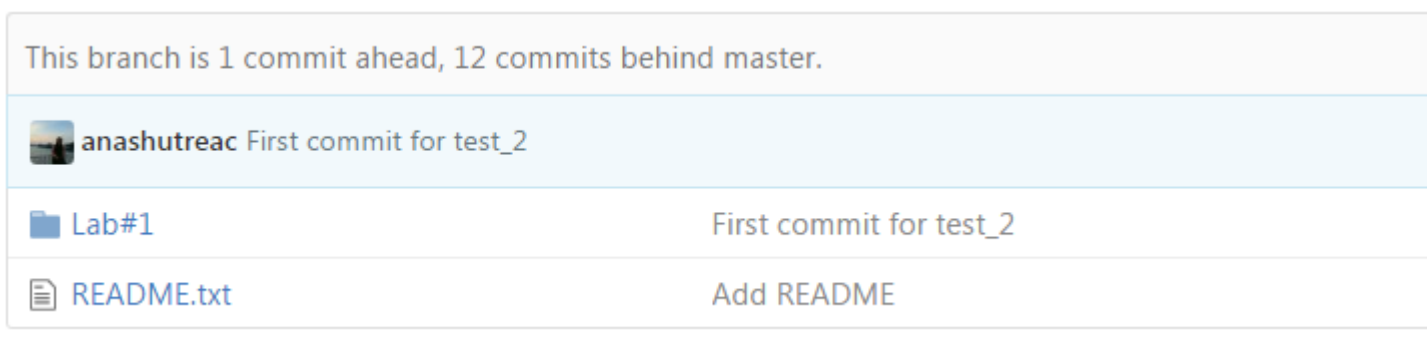 This branch is 1 commit ahead, 12 commits behind master.
anashutreac First commit for test_2
Lab#1 First commit for test_2
README.txt Add README